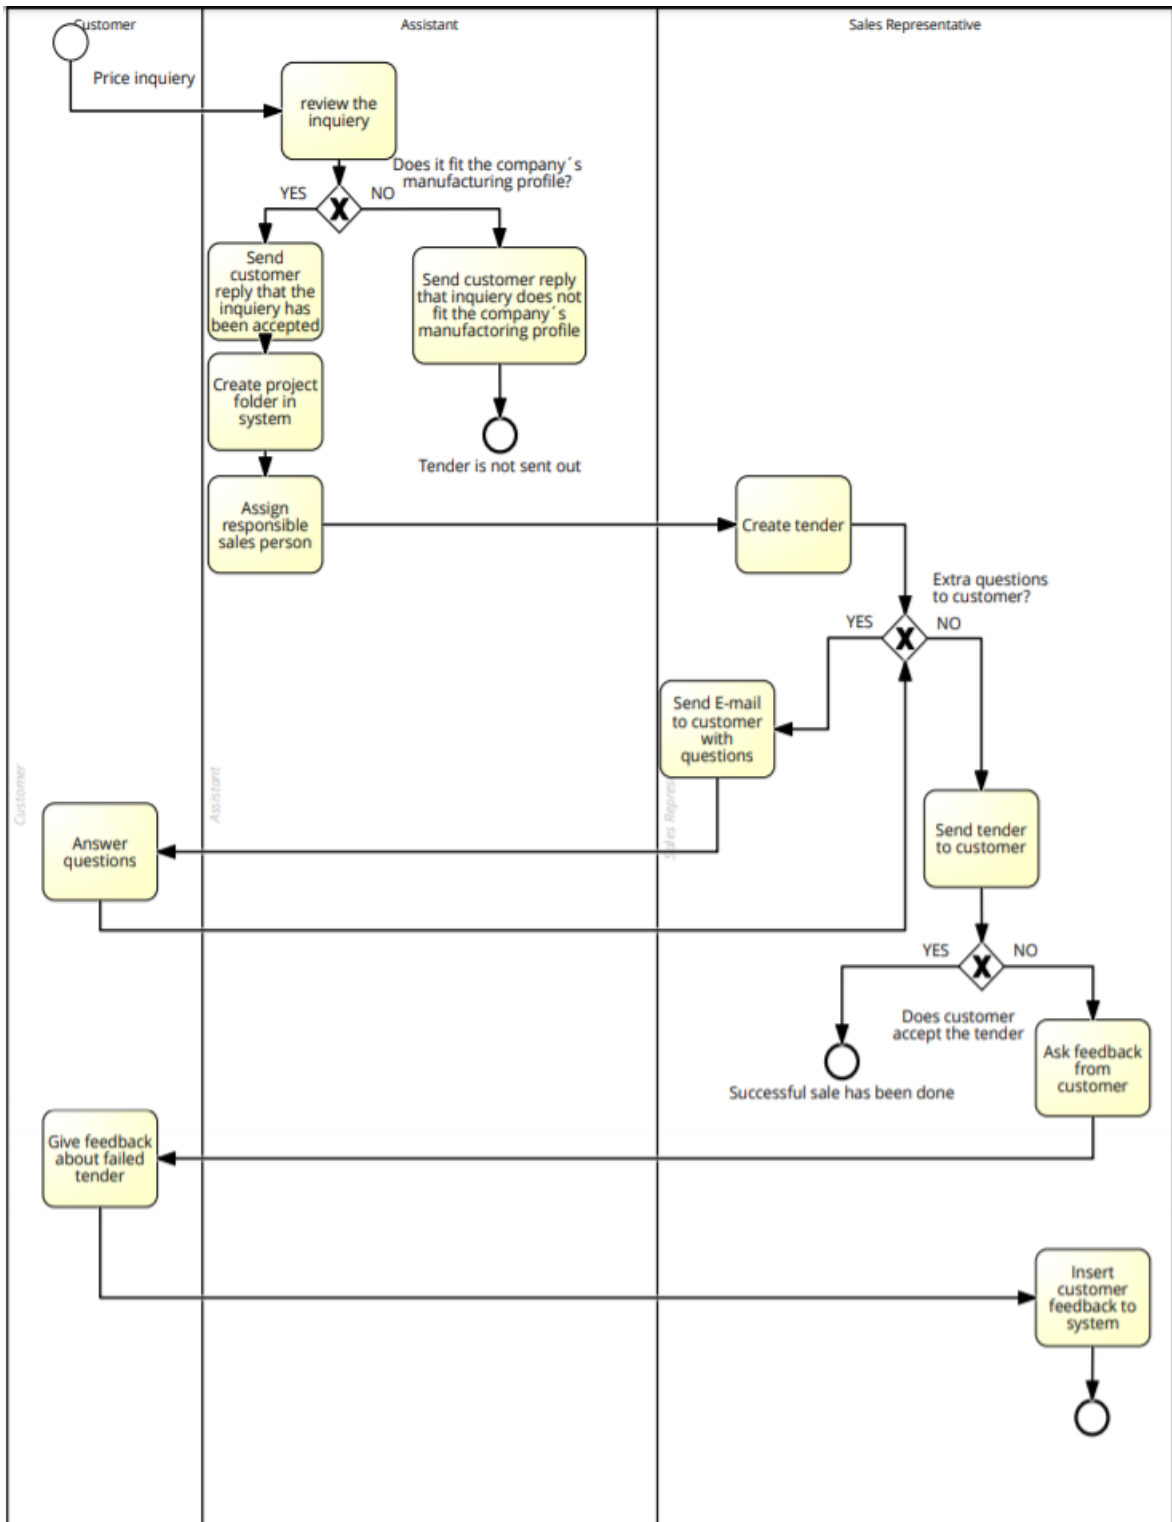 Customer
Assistant
Sales Representative
Price inquiery
review the
inquiery
Does it fit the company´s
manufacturing profile?
YES
NO
Send
customer
reply that the
inquiery has
been accepted
Send customer reply
that inquiery does not
fit the company´s
manufactoring profile
Create project
folder in
system
Tender is not sent out
Assign
responsible
sales person
Create tender
Extra questions
to customer?
YES
NO
Send E-mail
to customer
with
questions
Customer
Assistant
Sales Repres
Answer
questions
Send tender
to customer
YES
NO
Does customer
accept the tender
Ask feedback
from
customer
Successful sale has been done
Give feedback
about failed
tender
Insert
customer
feedback to
system